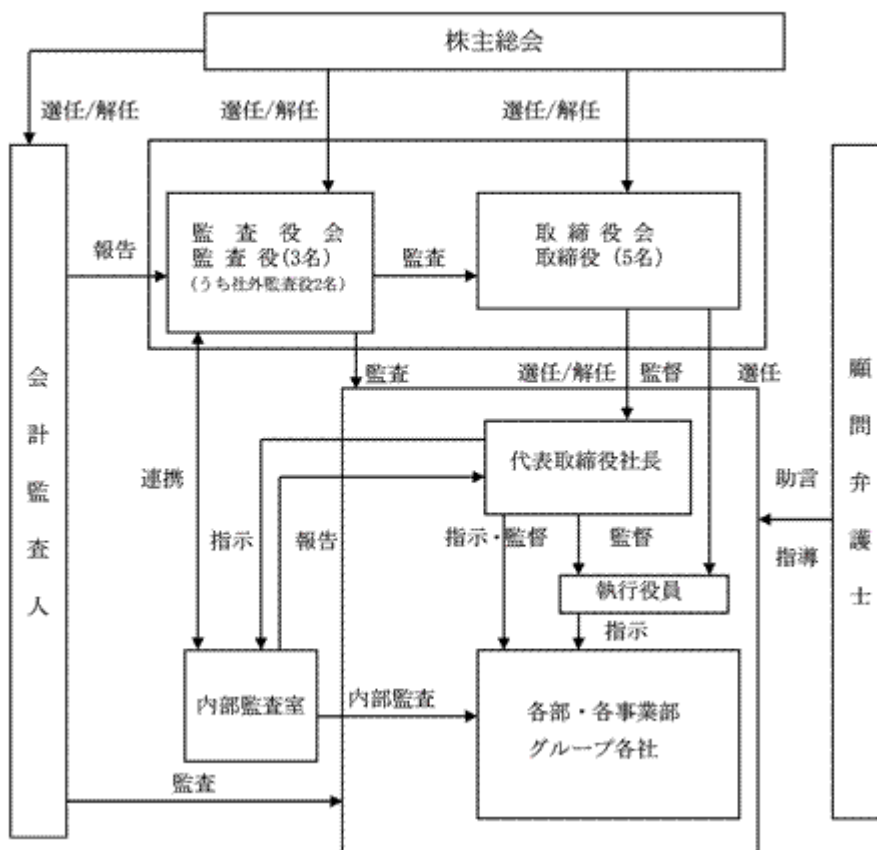 株主総会
選任/解任
選任/解任
選任/解任
監査役会
監査役(3名)
(うち社外監査役2名)
取締役会
取締役（5名）
報告
監査
監査
選任/解任
監督
選任
会計監査人
顧問弁護士
代表取締役社長
連携
指示
報告
指示・監督
監督
助言
指導
執行役員
指示
内部監査室
内部監査
各部・各事業部
グループ各社
監査